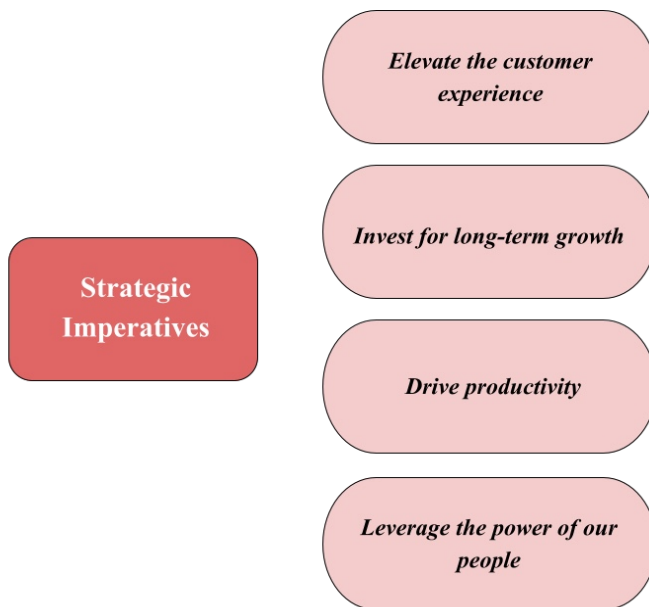 Elevate the customer
experience
Invest for long-term growth
Strategic
Imperatives
Drive productivity
Leverage the power of our
people